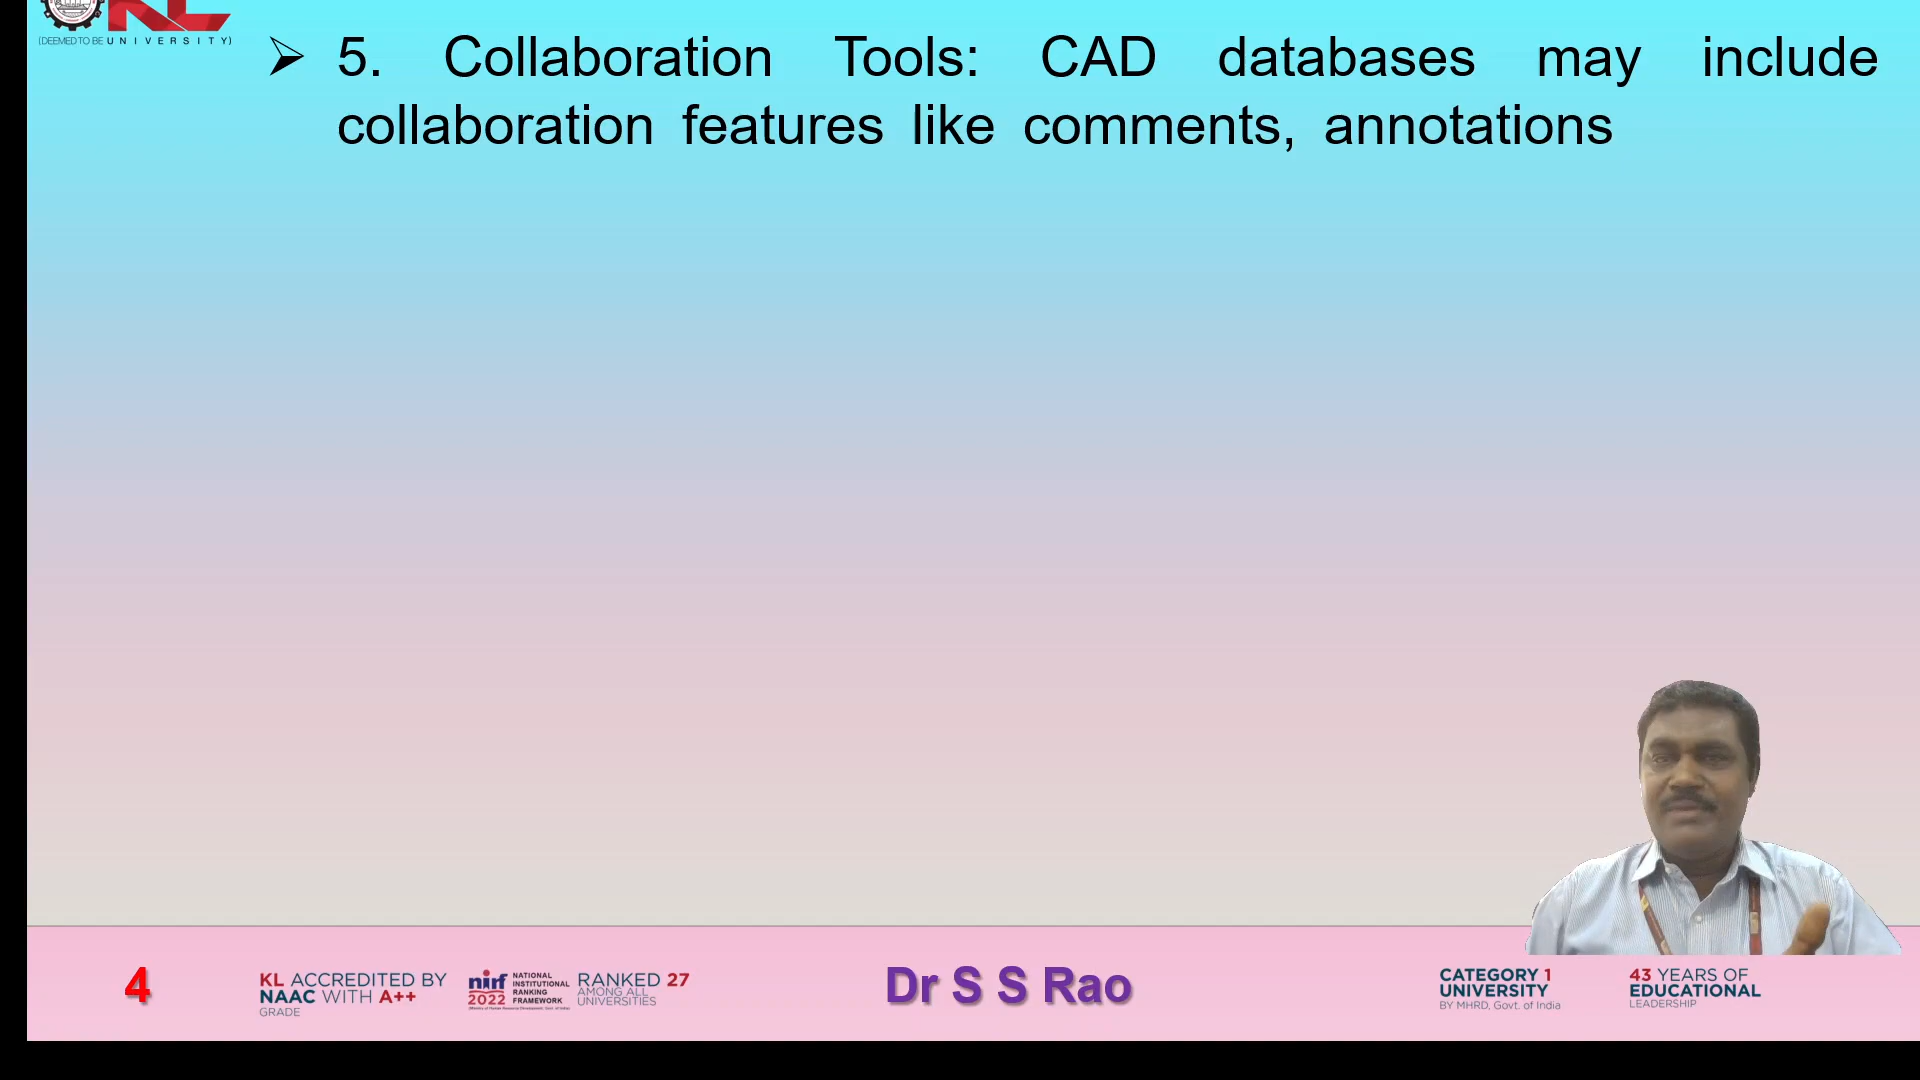 KL
(DEEMED TO BE UNIVERSITY)
➢ 5. Collaboration Tools: CAD databases may include
collaboration features like comments, annotations
4
KL ACCREDITED BY
NAAC WITH A++
GRADE
nirf
2022
NATIONAL
INSTITUTIONAL
RANKING
FRAMEWORK
RANKED 27
AMONG ALL
UNIVERSITIES
Dr S S Rao
CATEGORY 1
UNIVERSITY
BY MHRD, Govt. of India
43 YEARS OF
EDUCATIONAL
LEADERSHIP